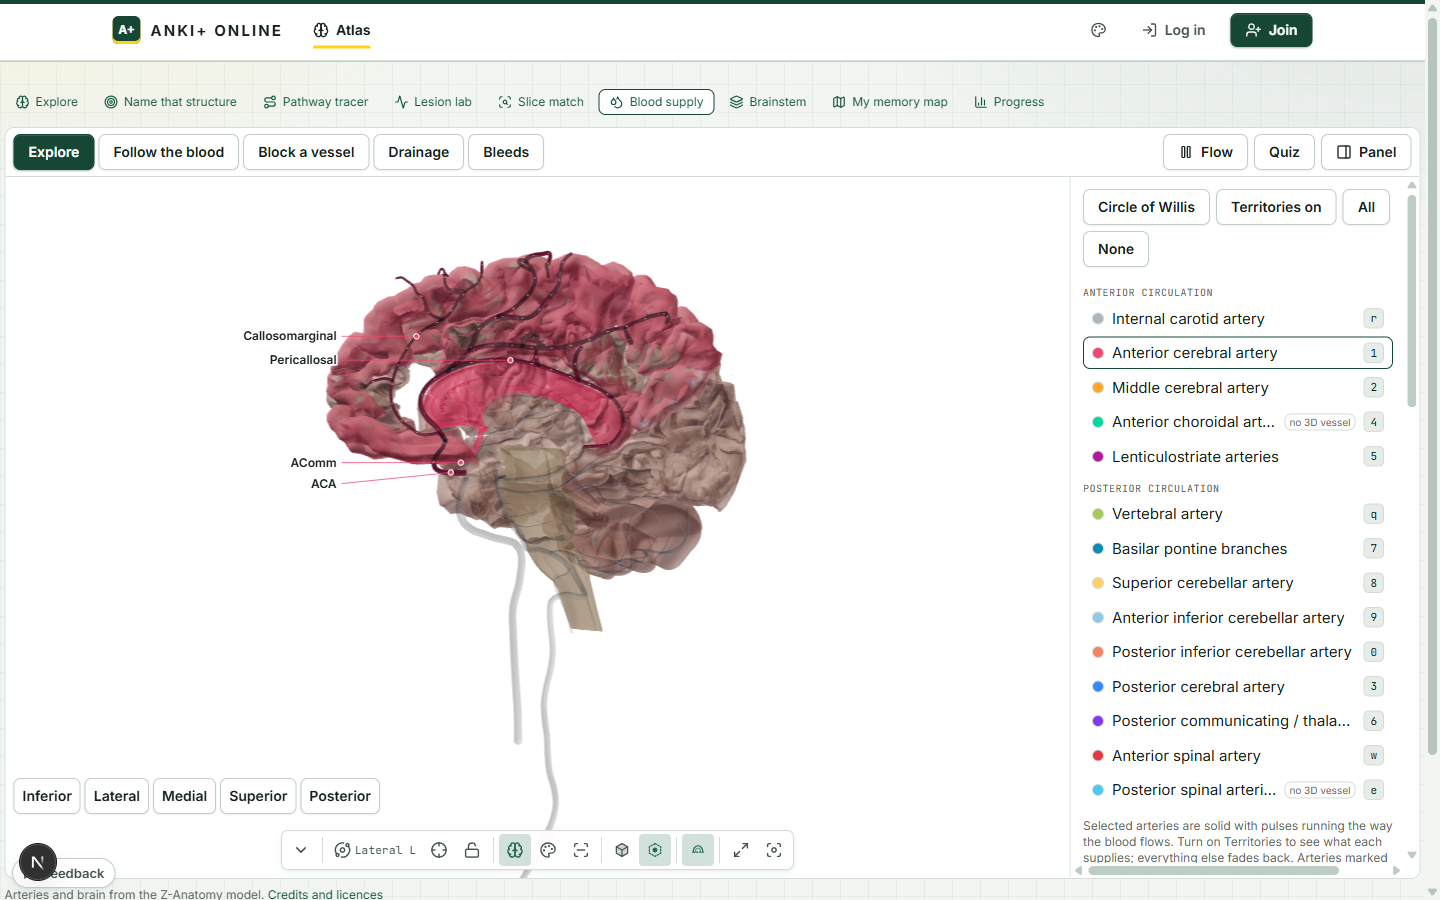 A+ ANKI+ ONLINE
Atlas
Log in
Join
Explore
Name that structure
Pathway tracer
Lesion lab
Slice match
Blood supply
Brainstem
My memory map
Progress
Explore
Follow the blood
Block a vessel
Drainage
Bleeds
Flow
Quiz
Panel
Callosomarginal
Pericallosal
AComm
ACA
Circle of Willis
Territories on
All
None
ANTERIOR CIRCULATION
Internal carotid artery r
Anterior cerebral artery 1
Middle cerebral artery 2
Anterior choroidal art... no 3D vessel 4
Lenticulostriate arteries 5
POSTERIOR CIRCULATION
Vertebral artery q
Basilar pontine branches 7
Superior cerebellar artery 8
Anterior inferior cerebellar artery 9
Posterior inferior cerebellar artery 0
Posterior cerebral artery 3
Posterior communicating / thala... 6
Anterior spinal artery w
Posterior spinal arteri... no 3D vessel e
Selected arteries are solid with pulses running the way
the blood flows. Turn on Territories to see what each
supplies; everything else fades back. Arteries marked
Inferior
Lateral
Medial
Superior
Posterior
Lateral L
N
eedback
Arteries and brain from the Z-Anatomy model. Credits and licences